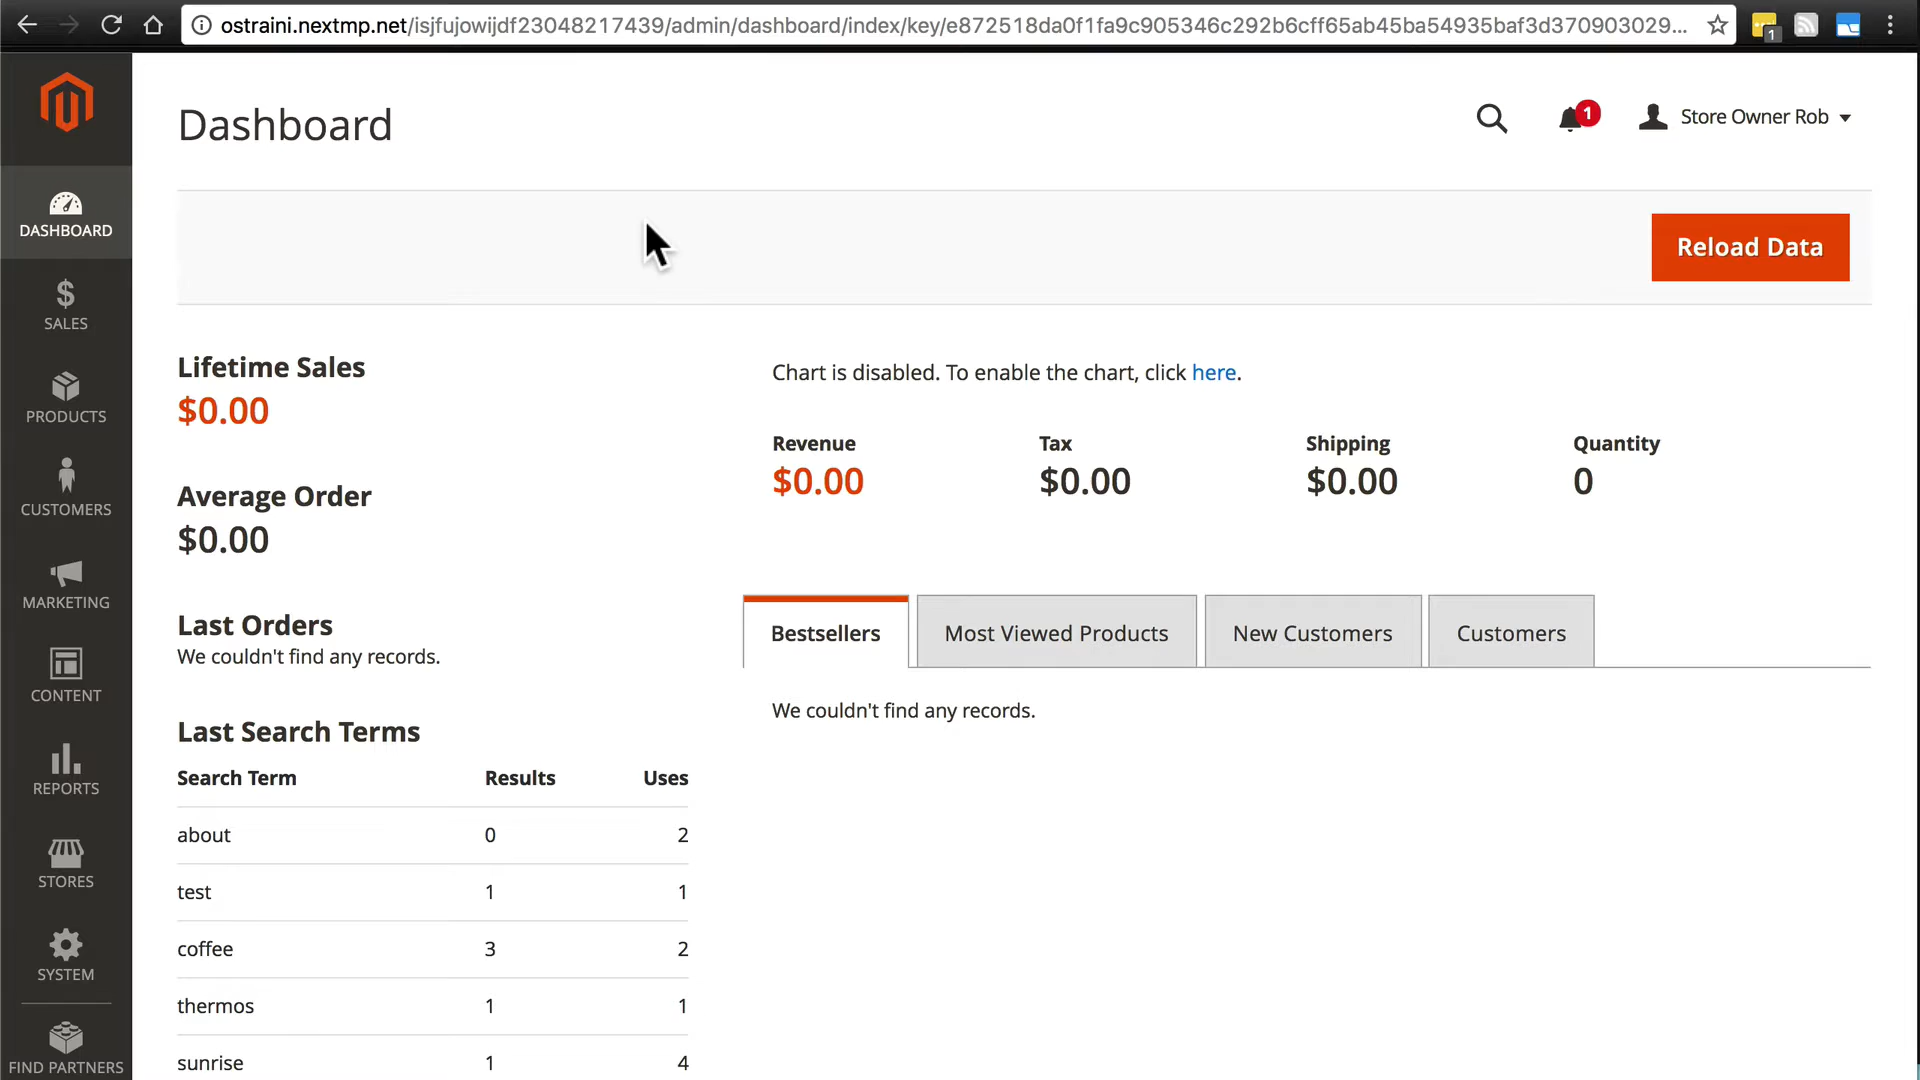 ostraini.nextmp.net/isjfujowijdf23048217439/admin/dashboard/index/key/e872518da0f1fa9c905346c292b6cff65ab45ba54935baf3d370903029...
1
Dashboard
1
Store Owner Rob
DASHBOARD
SALES
PRODUCTS
CUSTOMERS
MARKETING
CONTENT
REPORTS
STORES
SYSTEM
FIND PARTNERS
Reload Data
Lifetime Sales
$0.00
Average Order
$0.00
Last Orders
We couldn't find any records.
Last Search Terms
Search Term Results Uses
about 0 2
test 1 1
coffee 3 2
thermos 1 1
sunrise 1 4
Chart is disabled. To enable the chart, click here.
Revenue Tax Shipping Quantity
$0.00 $0.00 $0.00 0
Bestsellers Most Viewed Products New Customers Customers
We couldn't find any records.